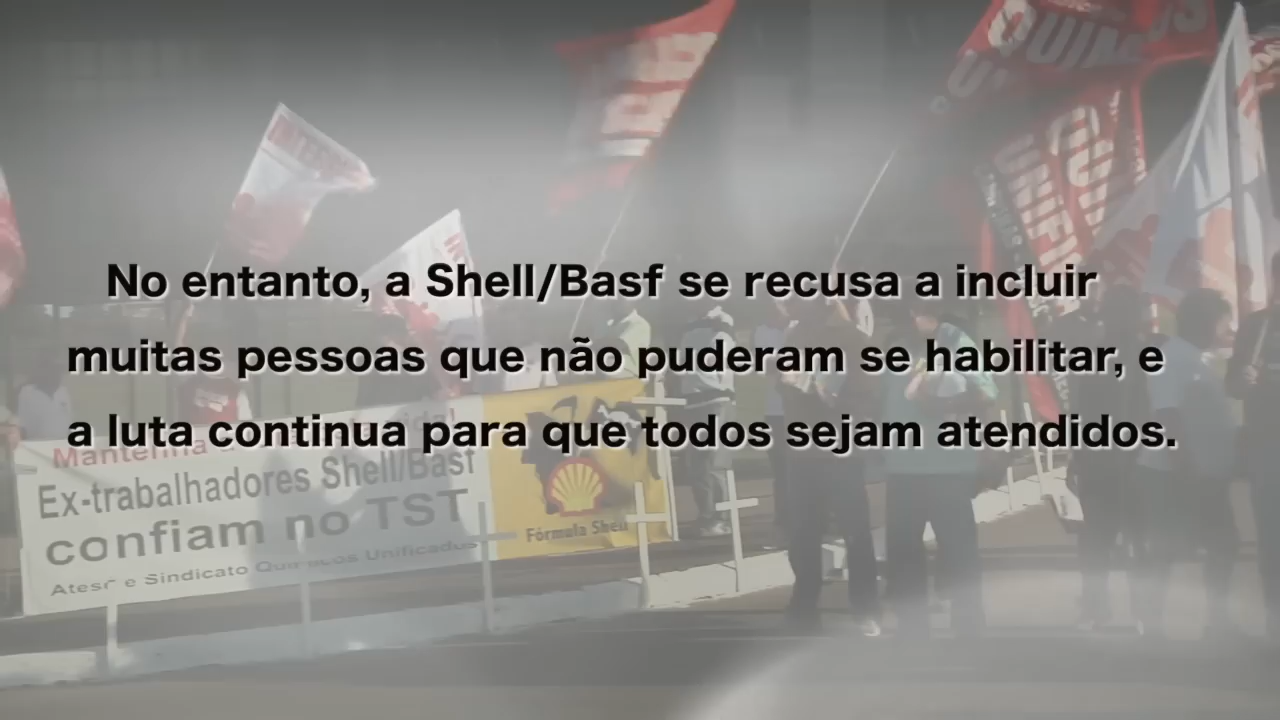 No entanto, a Shell/Basf se recusa a incluir
muitas pessoas que não puderam se habilitar, e
a luta continua para que todos sejam atendidos.
Ex-trabalhadores Shell/Basf
confiam no TST
e Sindicato Químicos Unificados
Fórmula Shell